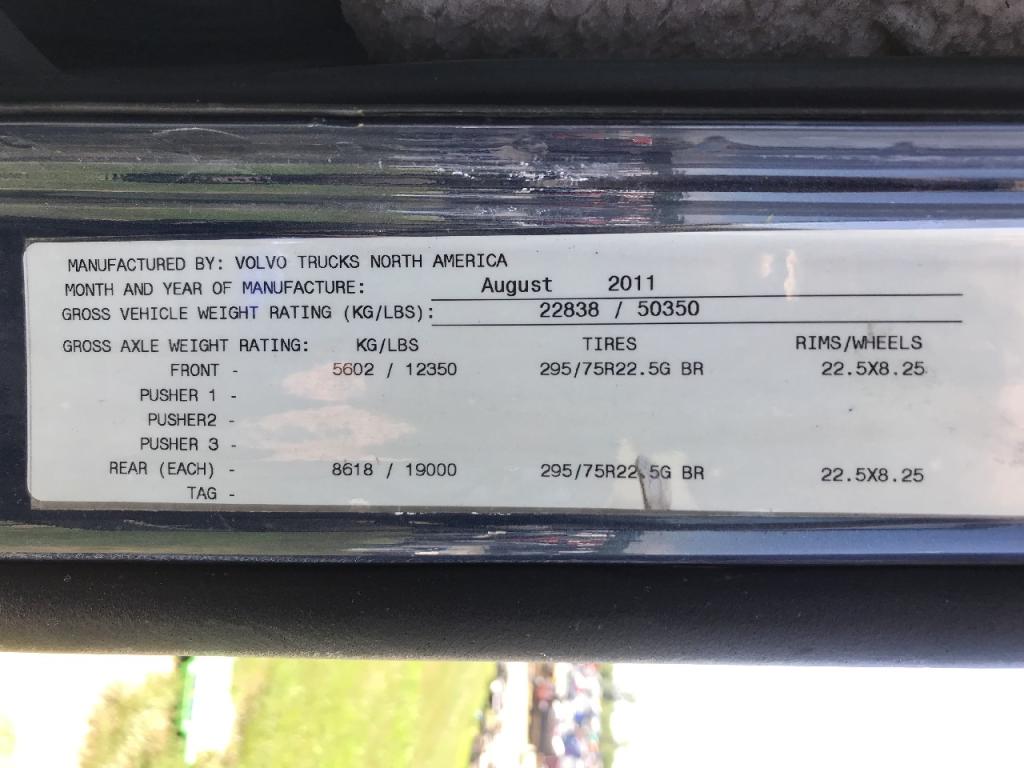 MANUFACTURED BY: VOLVO TRUCKS NORTH AMERICA
MONTH AND YEAR OF MANUFACTURE: August 2011
GROSS VEHICLE WEIGHT RATING (KG/LBS): 22838 / 50350
GROSS AXLE WEIGHT RATING: KG/LBS TIRES RIMS/WHEELS
FRONT - 5602 / 12350 295/75R22.5G BR 22.5X8.25
PUSHER 1 -
PUSHER2 -
PUSHER 3 -
REAR (EACH) - 8618 / 19000 295/75R22.5G BR 22.5X8.25
TAG -